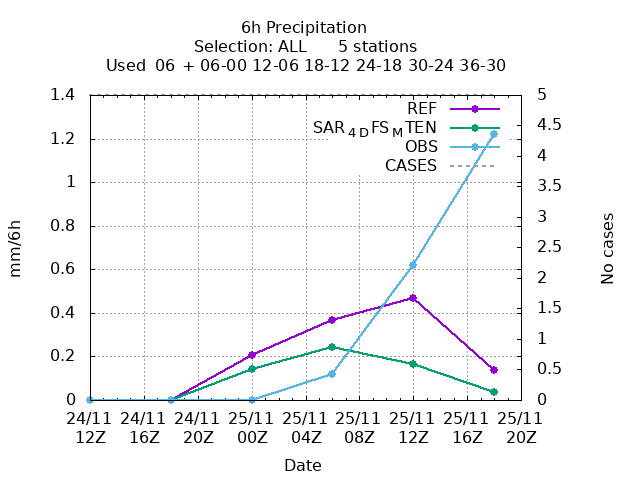 6h Precipitation
Selection: ALL 5 stations
Used 06 + 06-00 12-06 18-12 24-18 30-24 36-30
mm/6h
1.4
1.2
1
0.8
0.6
0.4
0.2
0
REF
SAR4DFSMTEN
OBS
CASES
5
4.5
4
3.5
3
2.5
2
1.5
1
0.5
0
No cases
24/11 24/11 24/11 25/11 25/11 25/11 25/11 25/11 25/11
12Z 16Z 20Z 00Z 04Z 08Z 12Z 16Z 20Z
Date